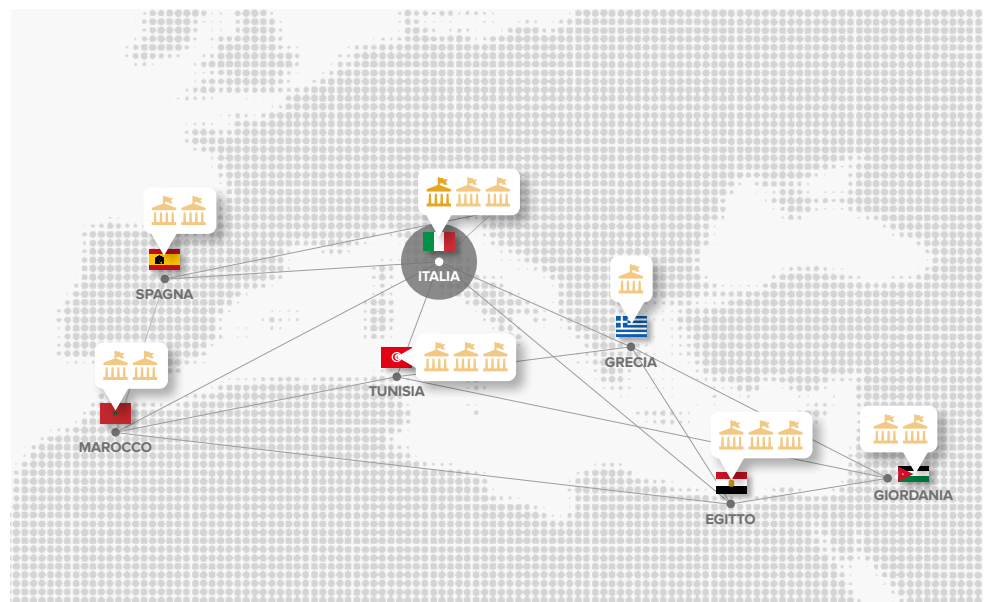 ITALIA
SPAGNA
GRECIA
TUNISIA
MAROCCO
GIORDANIA
EGITTO